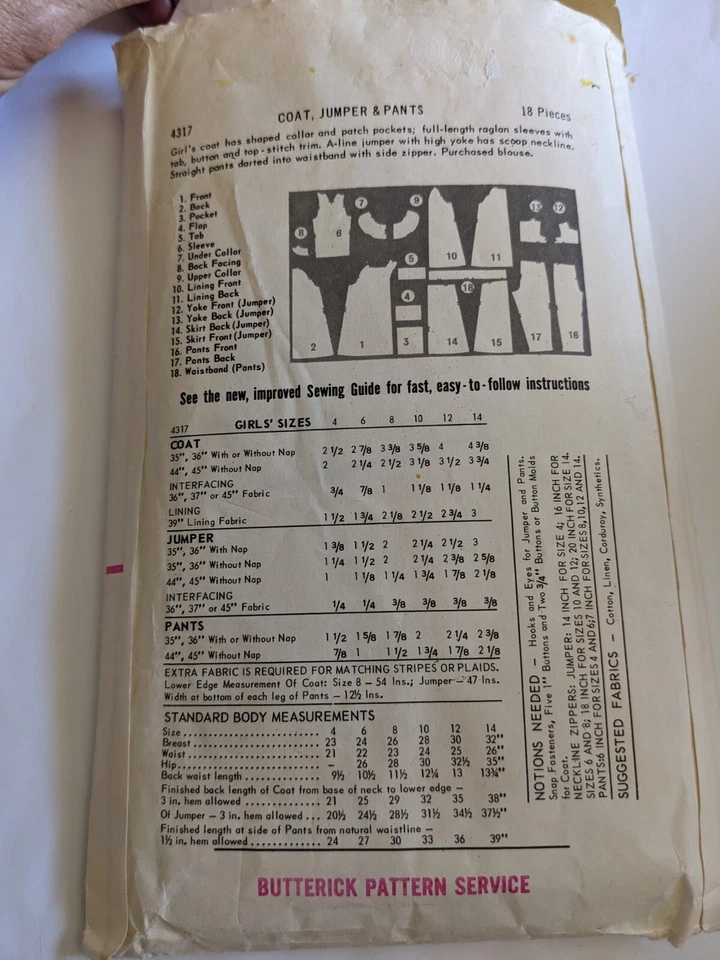 COAT, JUMPER & PANTS
4317 18 Pieces
Girl's coat has shaped collar and patch pockets; full-length raglan sleeves with
tab, button and top-stitch trim. A-line jumper with high yoke has scoop neckline.
Straight pants darted into waistband with side zipper. Purchased blouse.
1. Front
2. Back
3. Pocket
4. Flap
5. Tab
6. Sleeve
7. Under Collar
8. Back Facing
9. Upper Collar
10. Lining Front
11. Lining Back
12. Yoke Front (Jumper)
13. Yoke Back (Jumper)
14. Skirt Back (Jumper)
15. Skirt Front (Jumper)
16. Pants Front
17. Pants Back
18. Waistband (Pants)
8 6 7 9 10 11 13 12
5
4 18
2 1 3 14 15 17 16
See the new, improved Sewing Guide for fast, easy-to-follow instructions
4317 GIRLS' SIZES 4 6 8 10 12 14
COAT
35", 36" With or Without Nap 2 1/2 2 7/8 3 3/8 3 5/8 4 4 3/8
44", 45" Without Nap 2 2 1/4 2 1/2 3 1/8 3 1/2 3 3/4
INTERFACING
36", 37" or 45" Fabric 3/4 7/8 1 1 1/8 1 1/8 1 1/4
LINING
39" Lining Fabric 1 1/2 1 3/4 2 1/8 2 1/2 2 3/4 3
JUMPER
35", 36" With Nap 1 3/8 1 1/2 2 2 1/4 2 1/2 3
35", 36" Without Nap 1 1/4 1 1/2 2 2 1/4 2 3/8 2 5/8
44", 45" Without Nap 1 1 1/8 1 1/4 1 3/4 1 7/8 2 1/8
INTERFACING
36", 37" or 45" Fabric 1/4 1/4 3/8 3/8 3/8 3/8
PANTS
35", 36" With or Without Nap 1 1/2 1 5/8 1 7/8 2 2 1/4 2 3/8
44", 45" Without Nap 7/8 1 1 1/2 1 3/4 1 7/8 2 1/8
EXTRA FABRIC IS REQUIRED FOR MATCHING STRIPES OR PLAIDS.
Lower Edge Measurement Of Coat: Size 8 – 54 Ins.; Jumper – 47 Ins.
Width at bottom of each leg of Pants – 12½ Ins.
STANDARD BODY MEASUREMENTS
Size 4 6 8 10 12 14
Breast 23 24 26 28 30 32"
Waist 21 22 23 24 25 26"
Hip – 26 28 30 32½ 35"
Back waist length 9½ 10½ 11½ 12¼ 13 13¾"
Finished back length of Coat from base of neck to lower edge –
3 in. hem allowed 21 25 29 32 35 38"
Of Jumper – 3 in. hem allowed 20½ 24½ 28½ 31½ 34½ 37½"
Finished length at side of Pants from natural waistline –
1½ in. hem allowed 24 27 30 33 36 39"
NOTIONS NEEDED – Hooks and Eyes for Jumper and Pants.
Snap Fasteners, Five 1" Buttons and Two 3/4" Buttons or Button Molds
for Coat.
NECKLINE ZIPPERS: JUMPER: 14 INCH FOR SIZE 4; 16 INCH FOR
SIZES 6 AND 8; 18 INCH FOR SIZES 10 AND 12; 20 INCH FOR SIZE 14.
PANTS: 6 INCH FOR SIZES 4 AND 6; 7 INCH FOR SIZES 8, 10, 12 AND 14.
SUGGESTED FABRICS – Cotton, Linen, Corduroy, Synthetics.
BUTTERICK PATTERN SERVICE